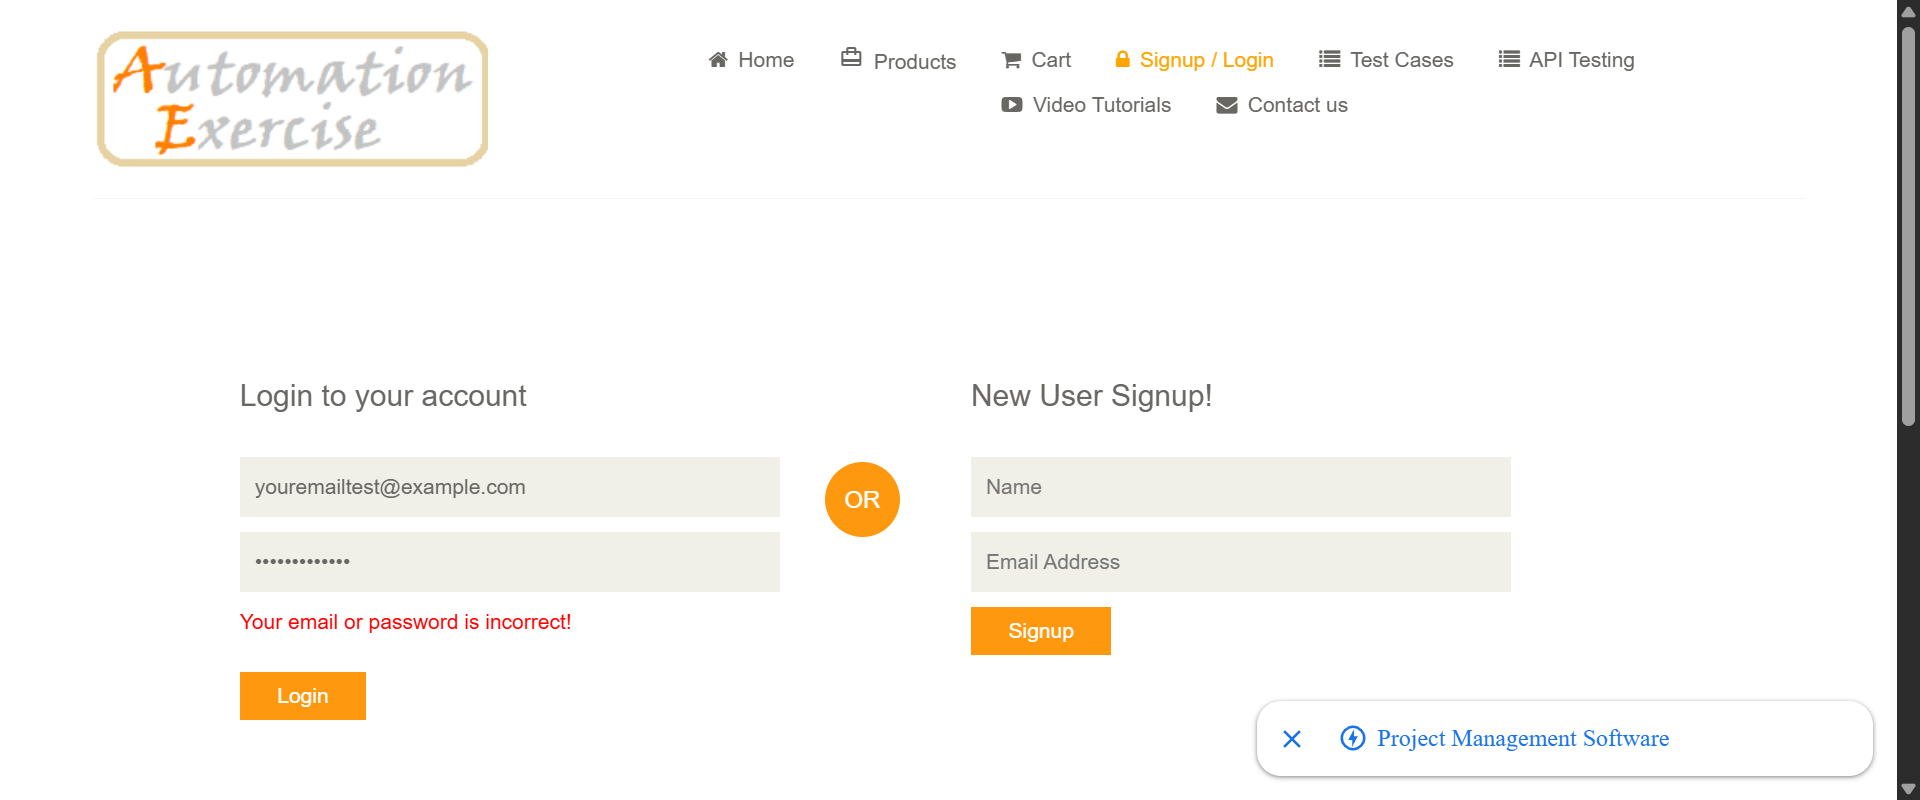 Automation
Exercise
Home
Products
Cart
Signup / Login
Test Cases
API Testing
Video Tutorials
Contact us
Login to your account
youremailtest@example.com
•••••••••••••
Your email or password is incorrect!
Login
OR
New User Signup!
Name
Email Address
Signup
Project Management Software